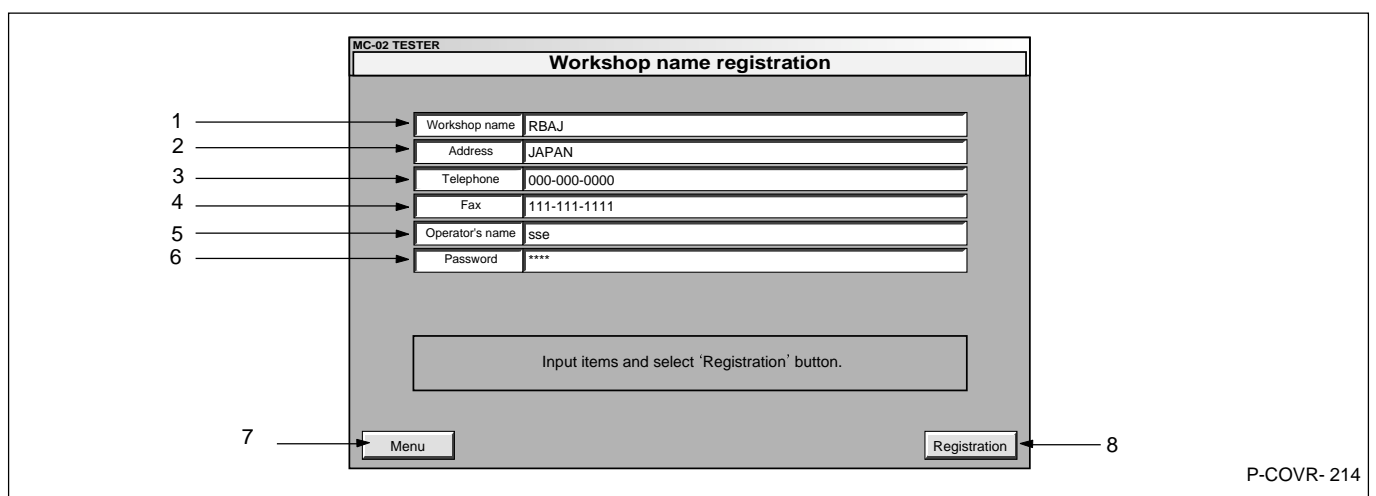 MC-02 TESTER
Workshop name registration
1 Workshop name RBAJ
2 Address JAPAN
3 Telephone 000-000-0000
4 Fax 111-111-1111
5 Operator's name sse
6 Password ****
Input items and select ‘Registration’ button.
7 Menu Registration 8
P-COVR- 214